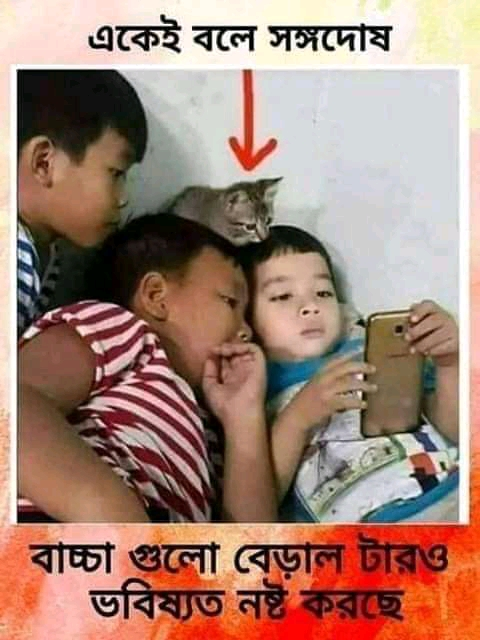 একেই বলে সঙ্গদোষ
বাচ্চা গুলো বেড়াল টারও
ভবিষ্যত নষ্ট করছে